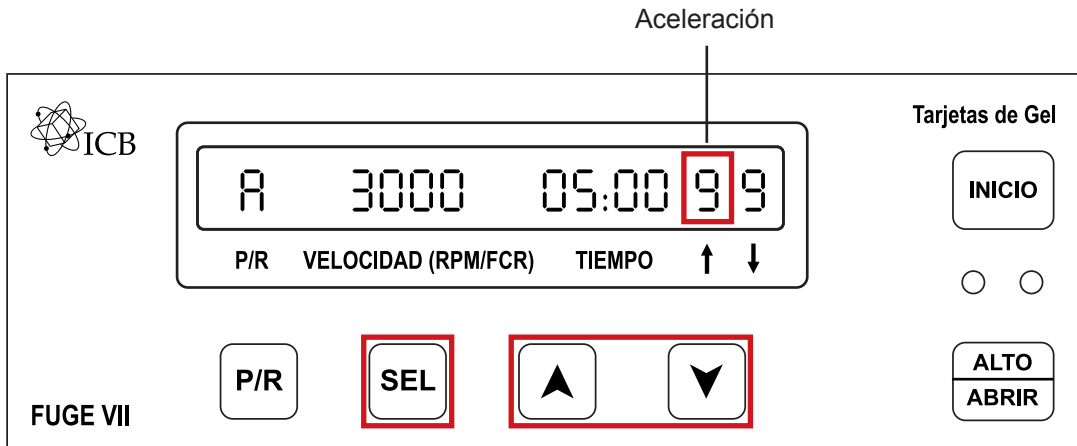 Aceleración
ICB
Tarjetas de Gel
A 3000 05:00 9 9
P/R VELOCIDAD (RPM/FCR) TIEMPO ↑ ↓
INICIO
P/R SEL
ALTO
ABRIR
FUGE VII